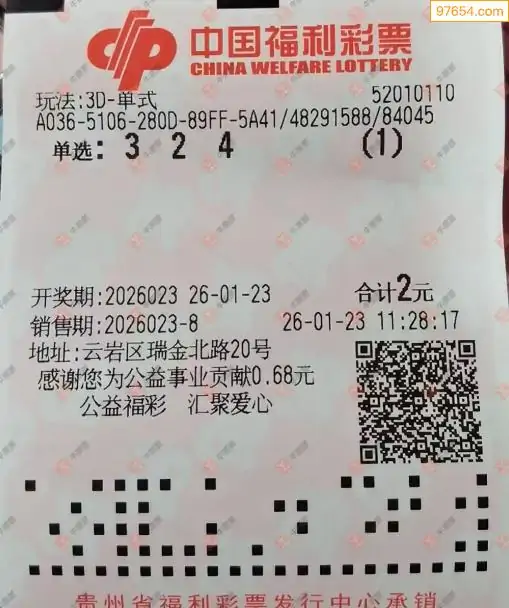 97654.com
中国福利彩票
CHINA WELFARE LOTTERY
玩法:3D-单式 52010110
A036-5106-280D-89FF-5A41/48291588/84045
单选: 3 2 4 (1)
开奖期:2026023 26-01-23 合计2元
销售期:2026023-8 26-01-23 11:28:17
地址:云岩区瑞金北路20号
感谢您为公益事业贡献0.68元
公益福彩 汇聚爱心
贵州省福利彩票发行中心承销